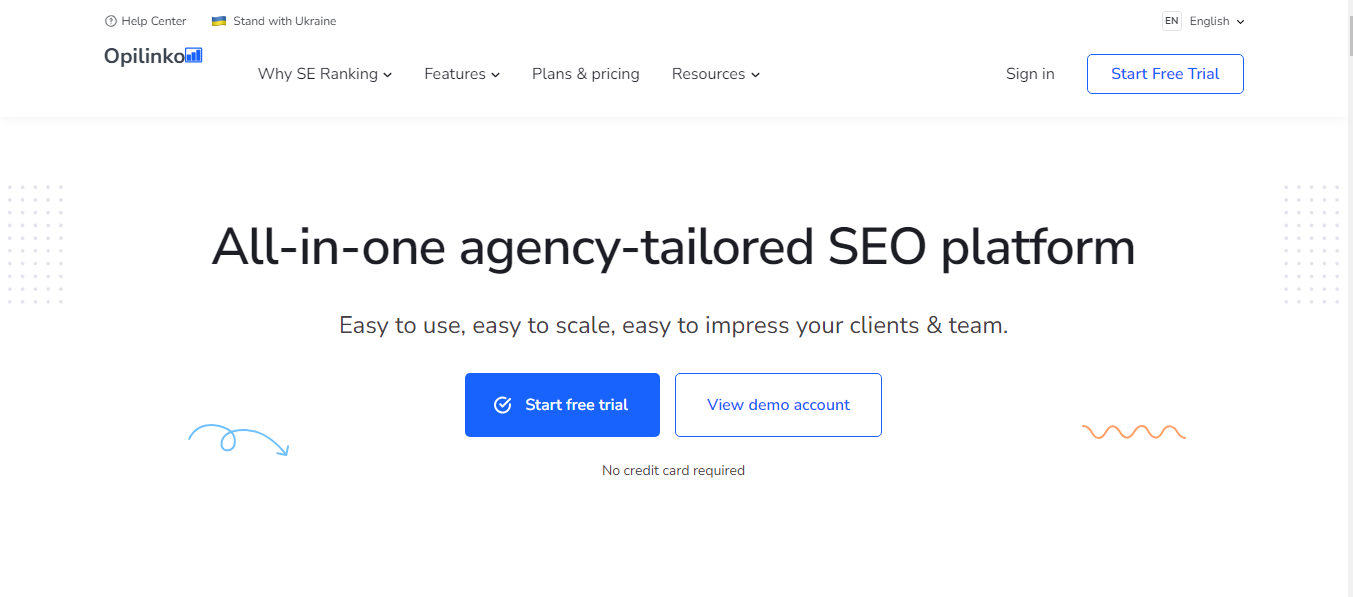 Help Center Stand with Ukraine EN English
Opilinko
Why SE Ranking Features Plans & pricing Resources Sign in Start Free Trial
All-in-one agency-tailored SEO platform
Easy to use, easy to scale, easy to impress your clients & team.
Start free trial View demo account
No credit card required